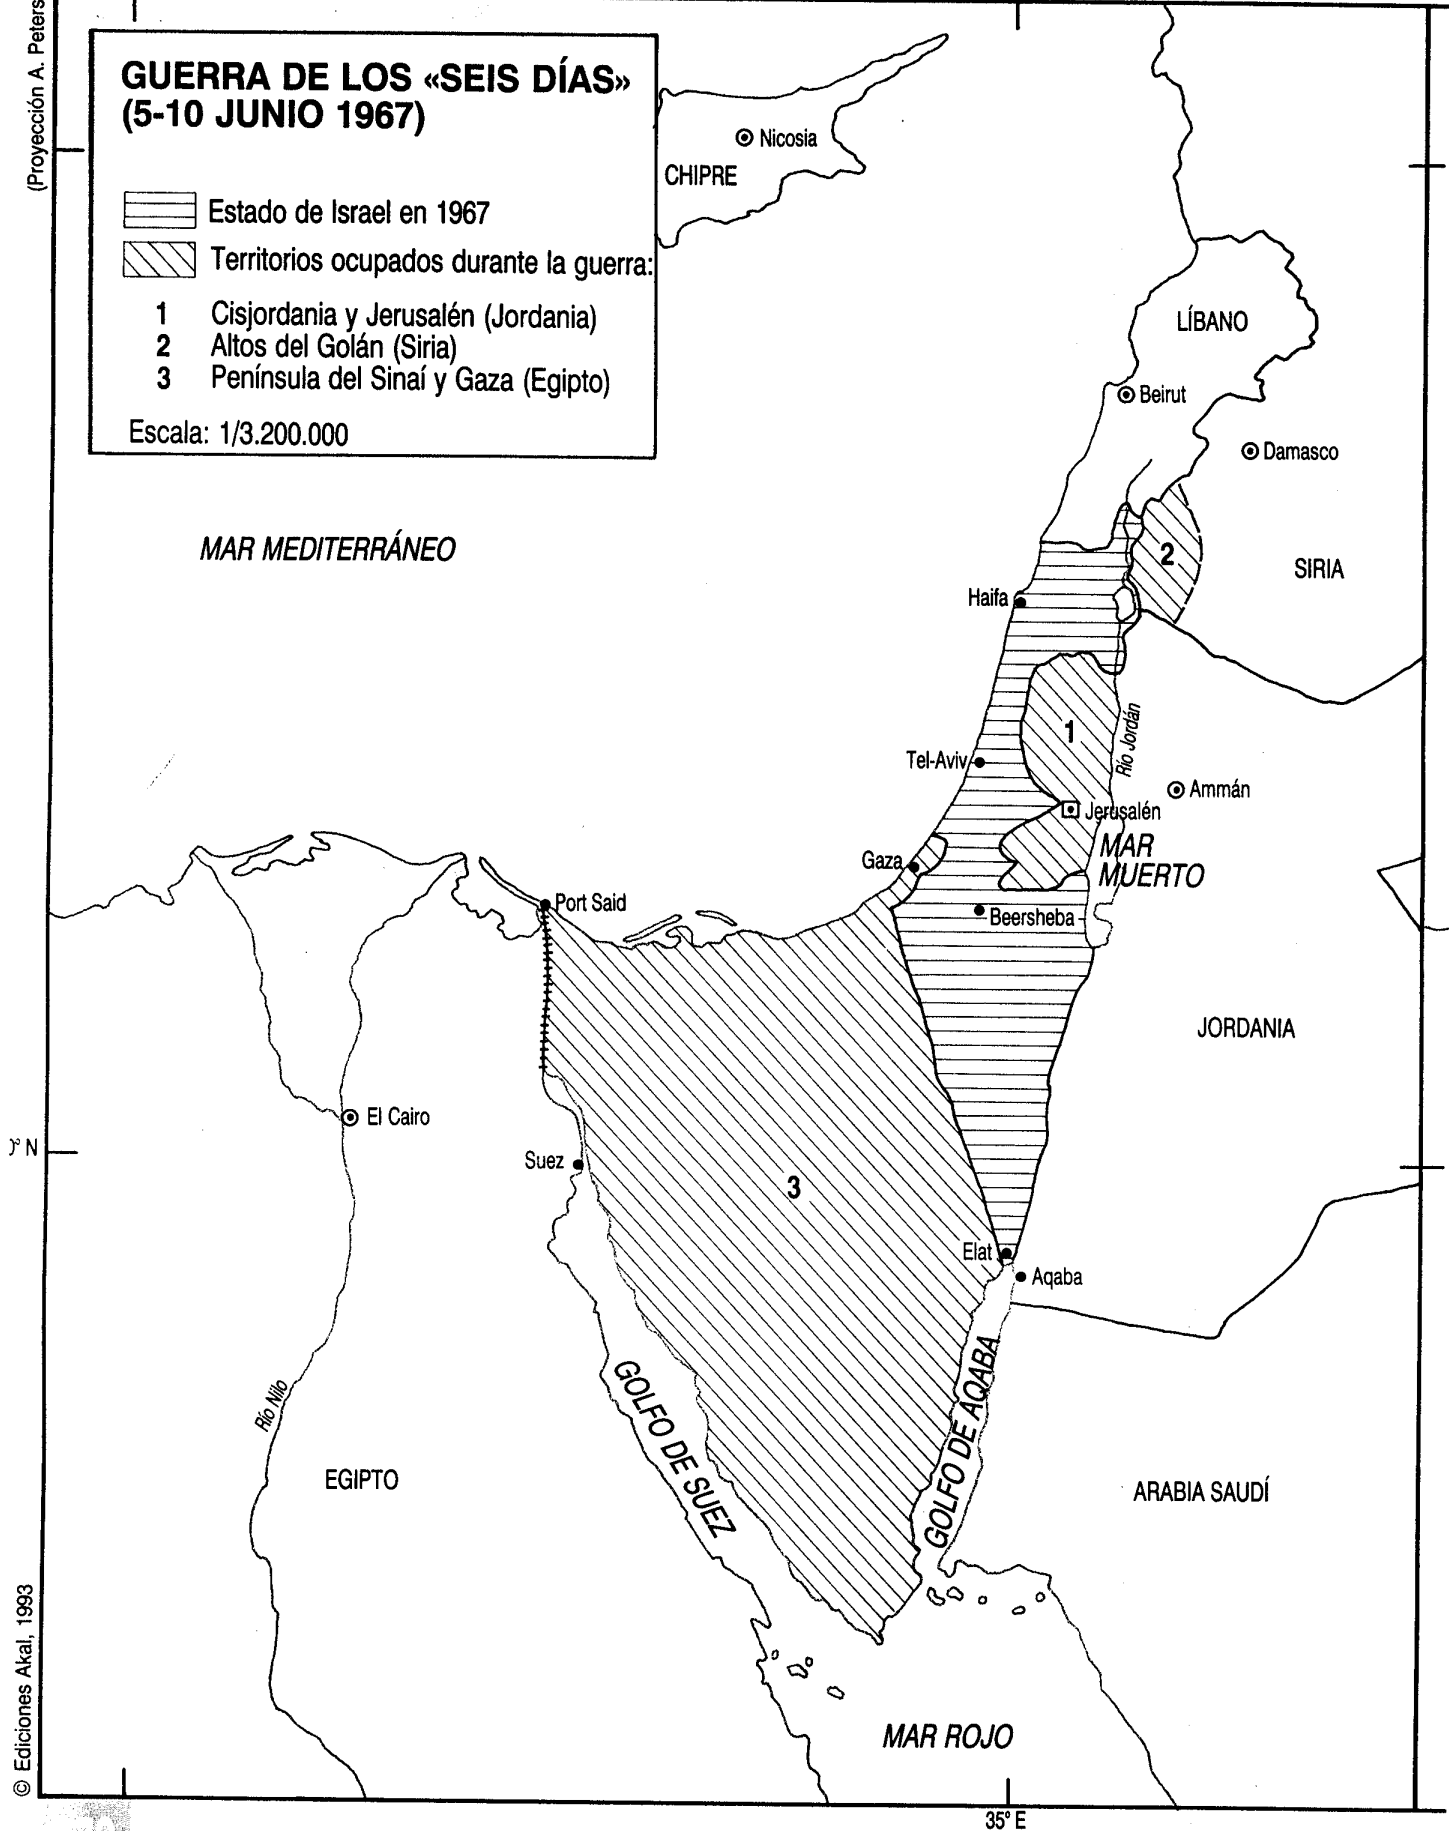 (Proyección A. Peters
GUERRA DE LOS «SEIS DÍAS»
(5-10 JUNIO 1967)
Estado de Israel en 1967
Territorios ocupados durante la guerra:
1 Cisjordania y Jerusalén (Jordania)
2 Altos del Golán (Siria)
3 Península del Sinaí y Gaza (Egipto)
Escala: 1/3.200.000
Nicosia
CHIPRE
LÍBANO
Beirut
Damasco
MAR MEDITERRÁNEO
2
SIRIA
Haifa
1
Río Jordán
Tel-Aviv
Ammán
Jerusalén
MAR
MUERTO
Gaza
Port Said
Beersheba
JORDANIA
El Cairo
° N
Suez
3
Elat
Aqaba
GOLFO DE SUEZ
GOLFO DE AQABA
Río Nilo
EGIPTO
ARABIA SAUDÍ
MAR ROJO
© Ediciones Akal, 1993
35° E